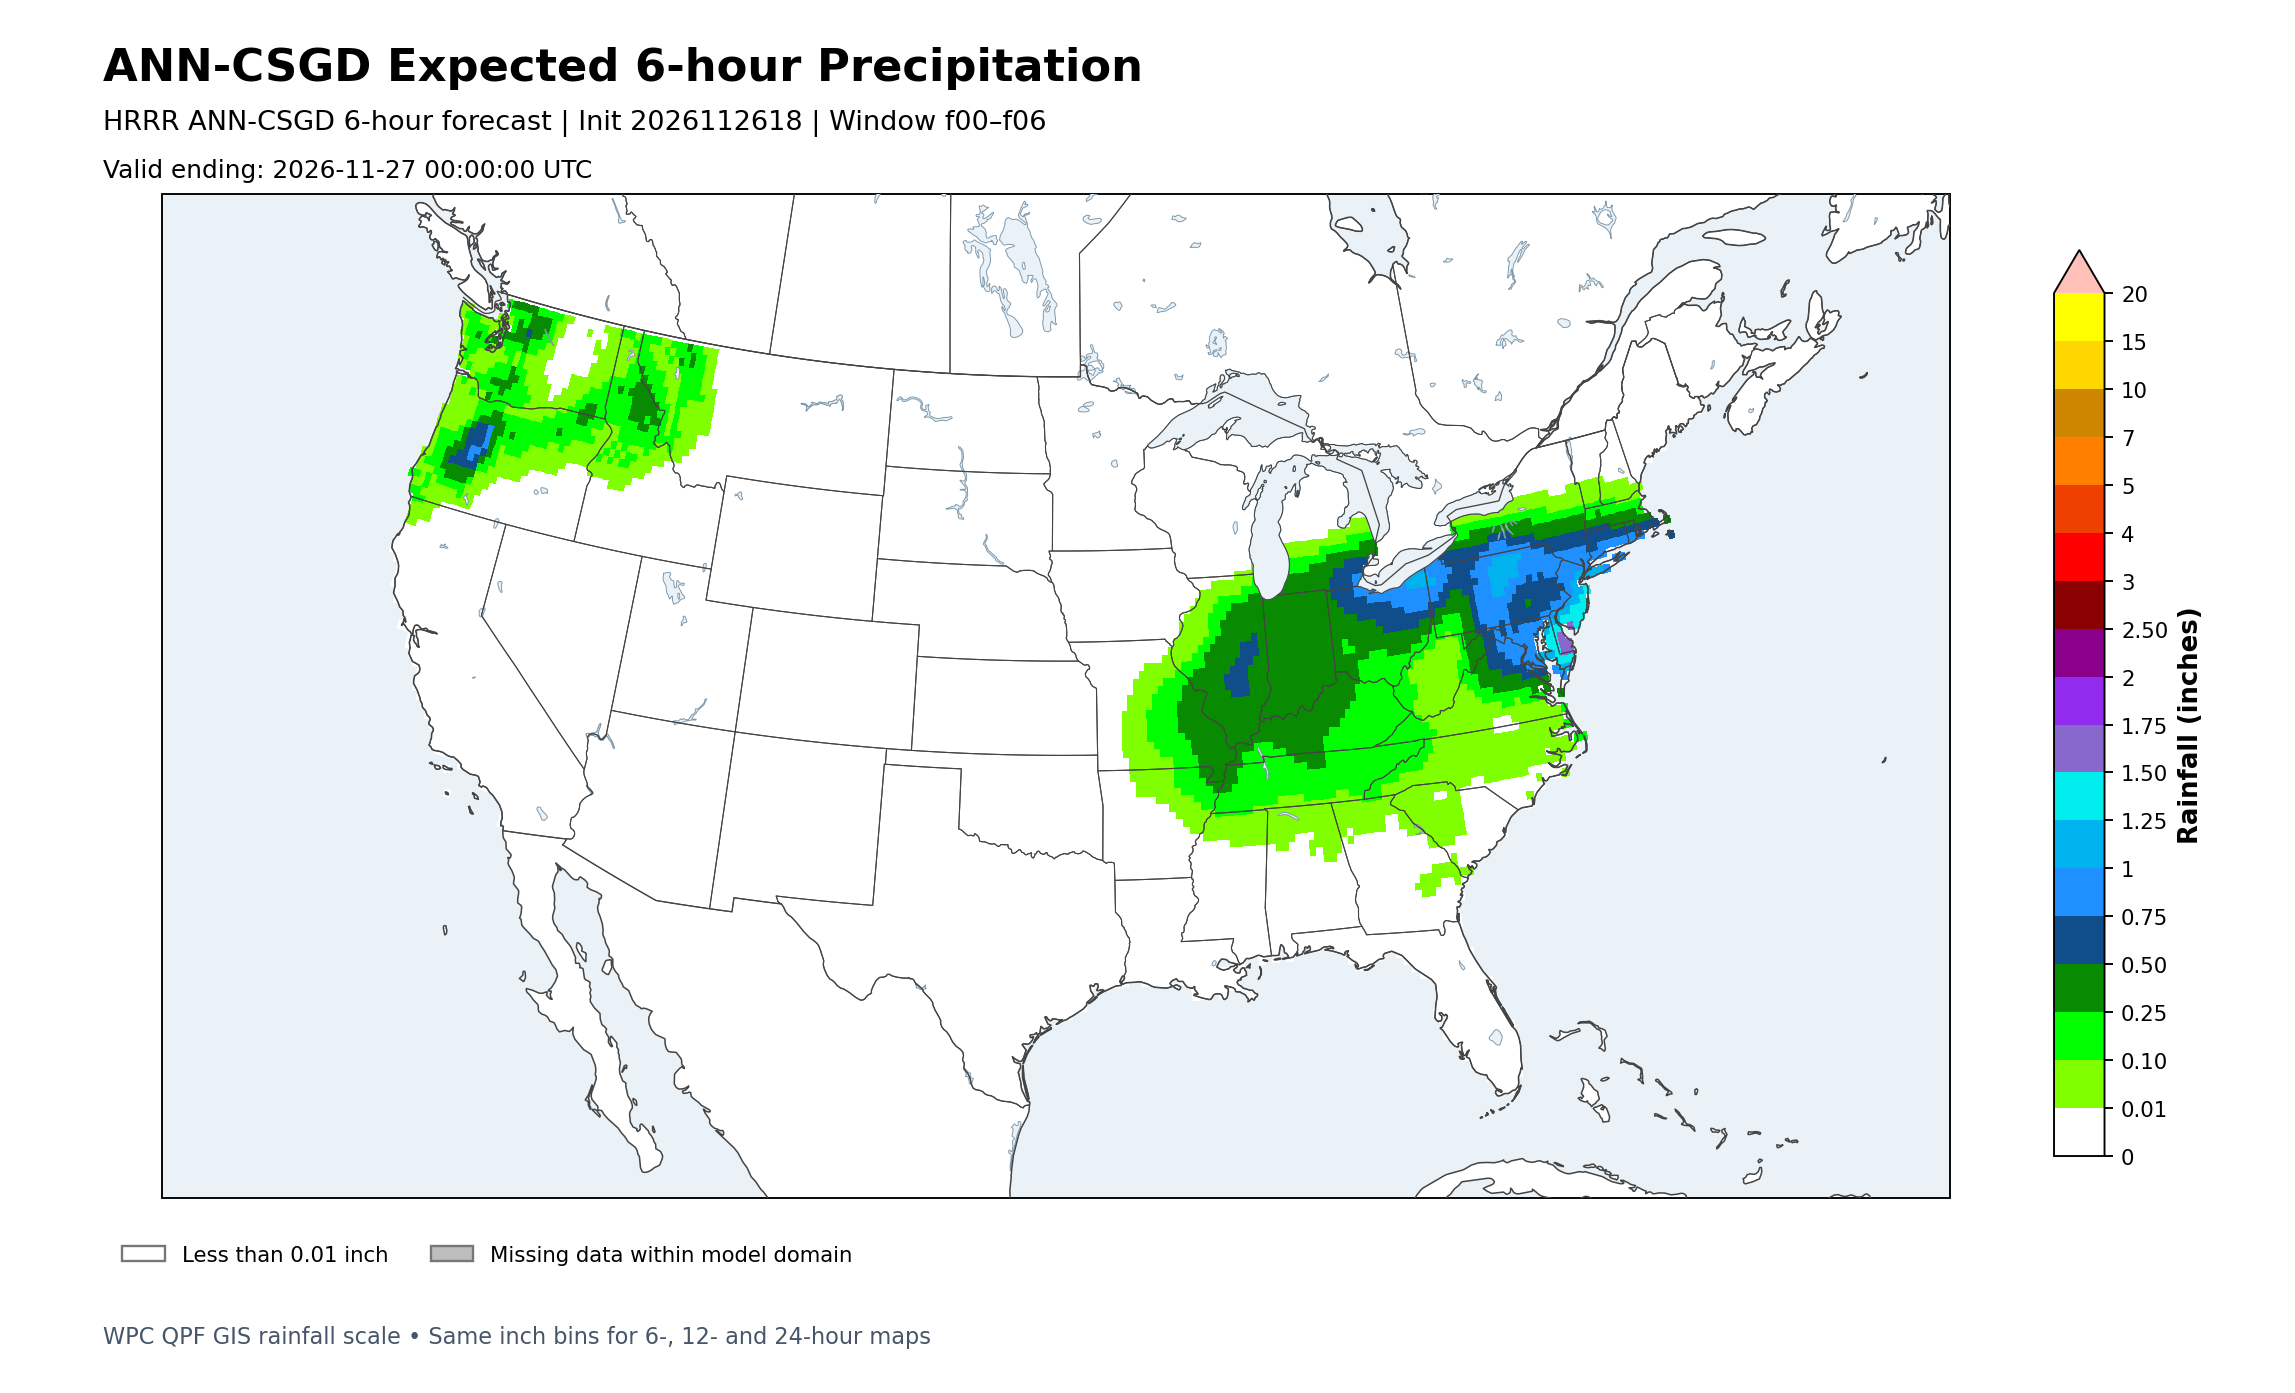 ANN-CSGD Expected 6-hour Precipitation
HRRR ANN-CSGD 6-hour forecast | Init 2026112618 | Window f00–f06
Valid ending: 2026-11-27 00:00:00 UTC
20
15
10
7
5
4
3
2.50
2
1.75
1.50
1.25
1
0.75
0.50
0.25
0.10
0.01
0
Rainfall (inches)
Less than 0.01 inch
Missing data within model domain
WPC QPF GIS rainfall scale • Same inch bins for 6-, 12- and 24-hour maps